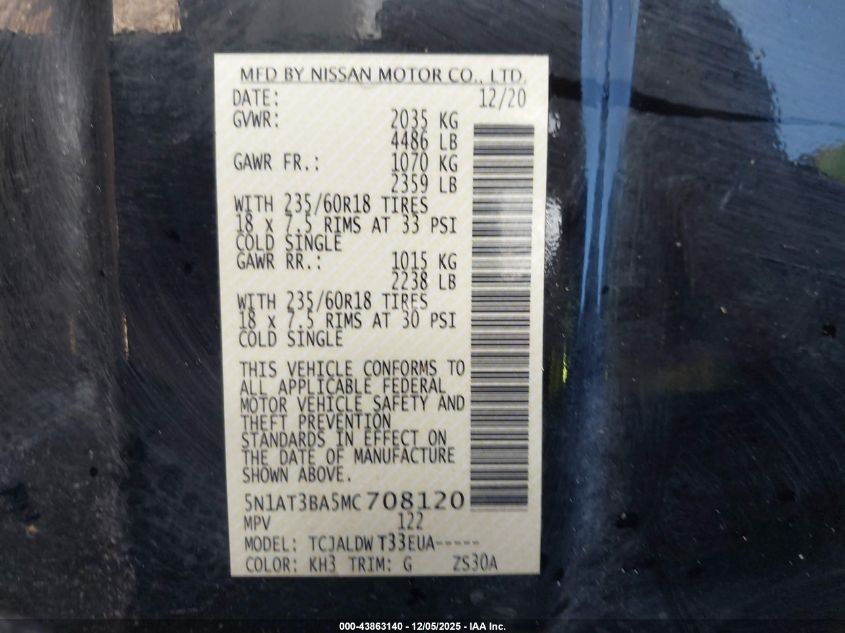 MFD BY NISSAN MOTOR CO., LTD.
DATE: 12/20
GVWR: 2035 KG
4486 LB
GAWR FR.: 1070 KG
2359 LB
WITH 235/60R18 TIRES
18 x 7.5 RIMS AT 33 PSI
COLD SINGLE
GAWR RR.: 1015 KG
2238 LB
WITH 235/60R18 TIRES
18 x 7.5 RIMS AT 30 PSI
COLD SINGLE
THIS VEHICLE CONFORMS TO
ALL APPLICABLE FEDERAL
MOTOR VEHICLE SAFETY AND
THEFT PREVENTION
STANDARDS IN EFFECT ON
THE DATE OF MANUFACTURE
SHOWN ABOVE.
5N1AT3BA5MC708120
MPV 122
MODEL: TCJALDW T33EUA-----
COLOR: KH3 TRIM: G ZS30A
000-43863140 - 12/05/2025 - IAA Inc.